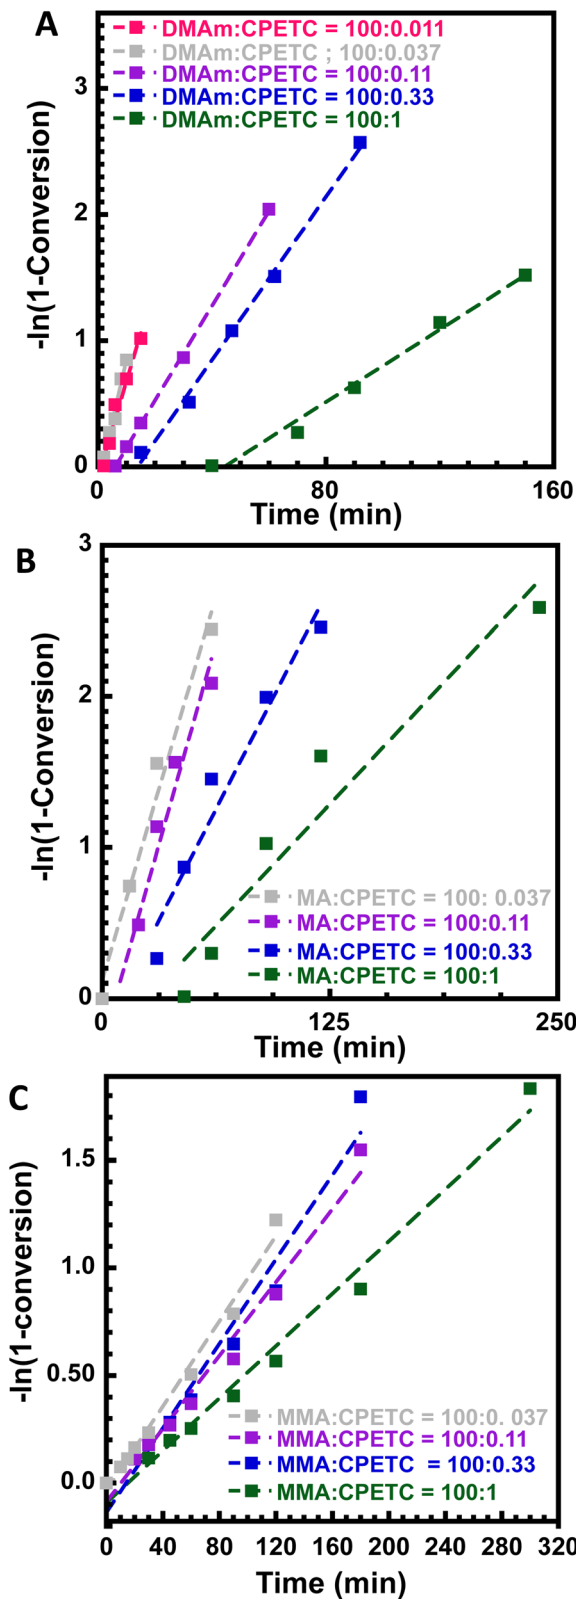 A
DMAm:CPETC = 100:0.011
DMAm:CPETC ; 100:0.037
DMAm:CPETC = 100:0.11
DMAm:CPETC = 100:0.33
DMAm:CPETC = 100:1
-ln(1-Conversion)
3
2
1
0
0
80
160
Time (min)
B
-ln(1-Conversion)
3
2
1
0
MA:CPETC = 100: 0.037
MA:CPETC = 100:0.11
MA:CPETC = 100:0.33
MA:CPETC = 100:1
0
125
250
Time (min)
C
-ln(1-conversion)
1.5
1.0
0.50
0.0
MMA:CPETC = 100:0. 037
MMA:CPETC = 100:0.11
MMA:CPETC = 100:0.33
MMA:CPETC = 100:1
0 40 80 120 160 200 240 280 320
Time (min)